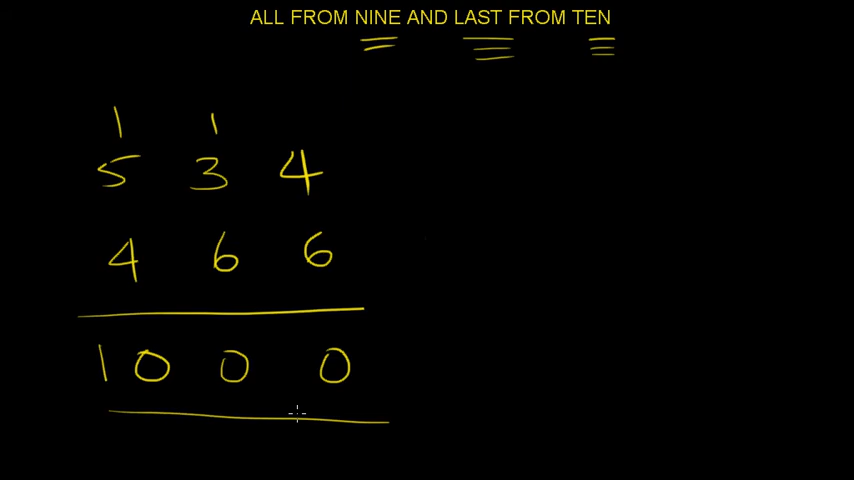 ALL FROM NINE AND LAST FROM TEN
1 1
5 3 4
4 6 6
1 0 0 0